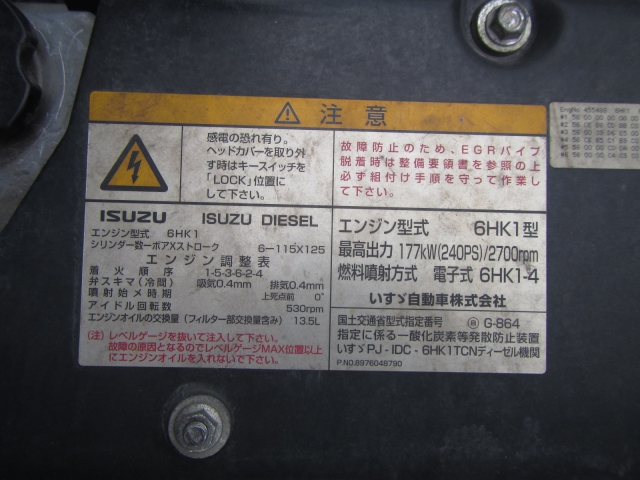 注意
感電の恐れ有り。
ヘッドカバーを取り外
す時はキースイッチを
「LOCK」位置に
して下さい。
故障防止のため、EGRパイプ
脱着時は整備要領書を参照の上
必ず組付け手順を守って作業し
て下さい。
ISUZU ISUZU DIESEL
エンジン型式 6HK1
シリンダー数ーボアXストローク 6-115X125
エンジン調整表
着火順序 1-5-3-6-2-4
弁スキマ(冷間) 吸気0.4mm 排気0.4mm
噴射始メ時期 上死点前 0°
アイドル回転数 530rpm
エンジンオイルの交換量(フィルター部交換量含み) 13.5L
(注)レベルゲージを抜いて注入して下さい。
故障の原因となるのでレベルゲージMAX位置以上
にエンジンオイルを入れないで下さい。
エンジン型式 6HK1型
最高出力 177kW(240PS)/2700rpm
燃料噴射方式 電子式 6HK1-4
いすゞ自動車株式会社
国土交通省型式指定番号 G-864
指定に係る一酸化炭素等発散防止装置
いすゞPJ-IDC-6HK1TCNディーゼル機関
P.NO.8976048790